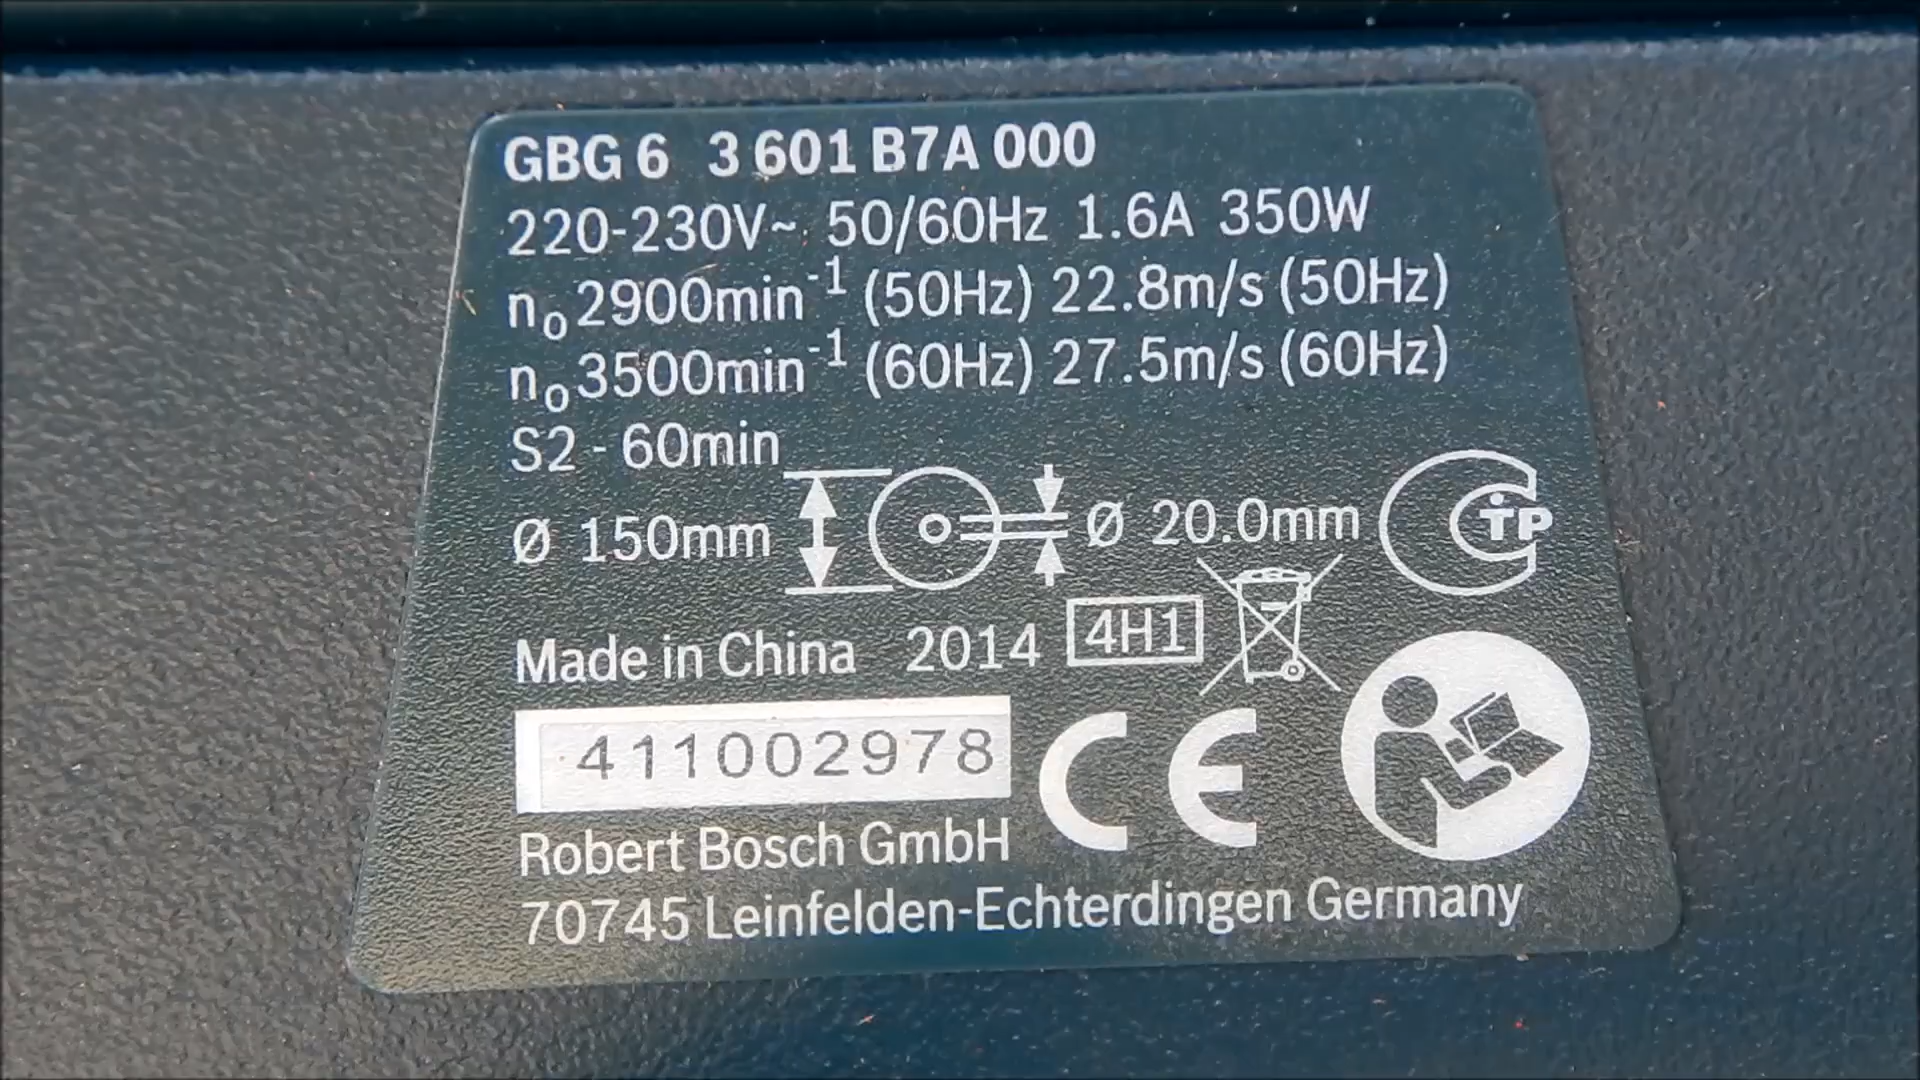 GBG 6 3 601 B7A 000
220-230V~ 50/60Hz 1.6A 350W
n₀ 2900min⁻¹ (50Hz) 22.8m/s (50Hz)
n₀ 3500min⁻¹ (60Hz) 27.5m/s (60Hz)
S2 - 60min
Ø 150mm Ø 20.0mm CTP
Made in China 2014 4H1
411002978 CE
Robert Bosch GmbH
70745 Leinfelden-Echterdingen Germany